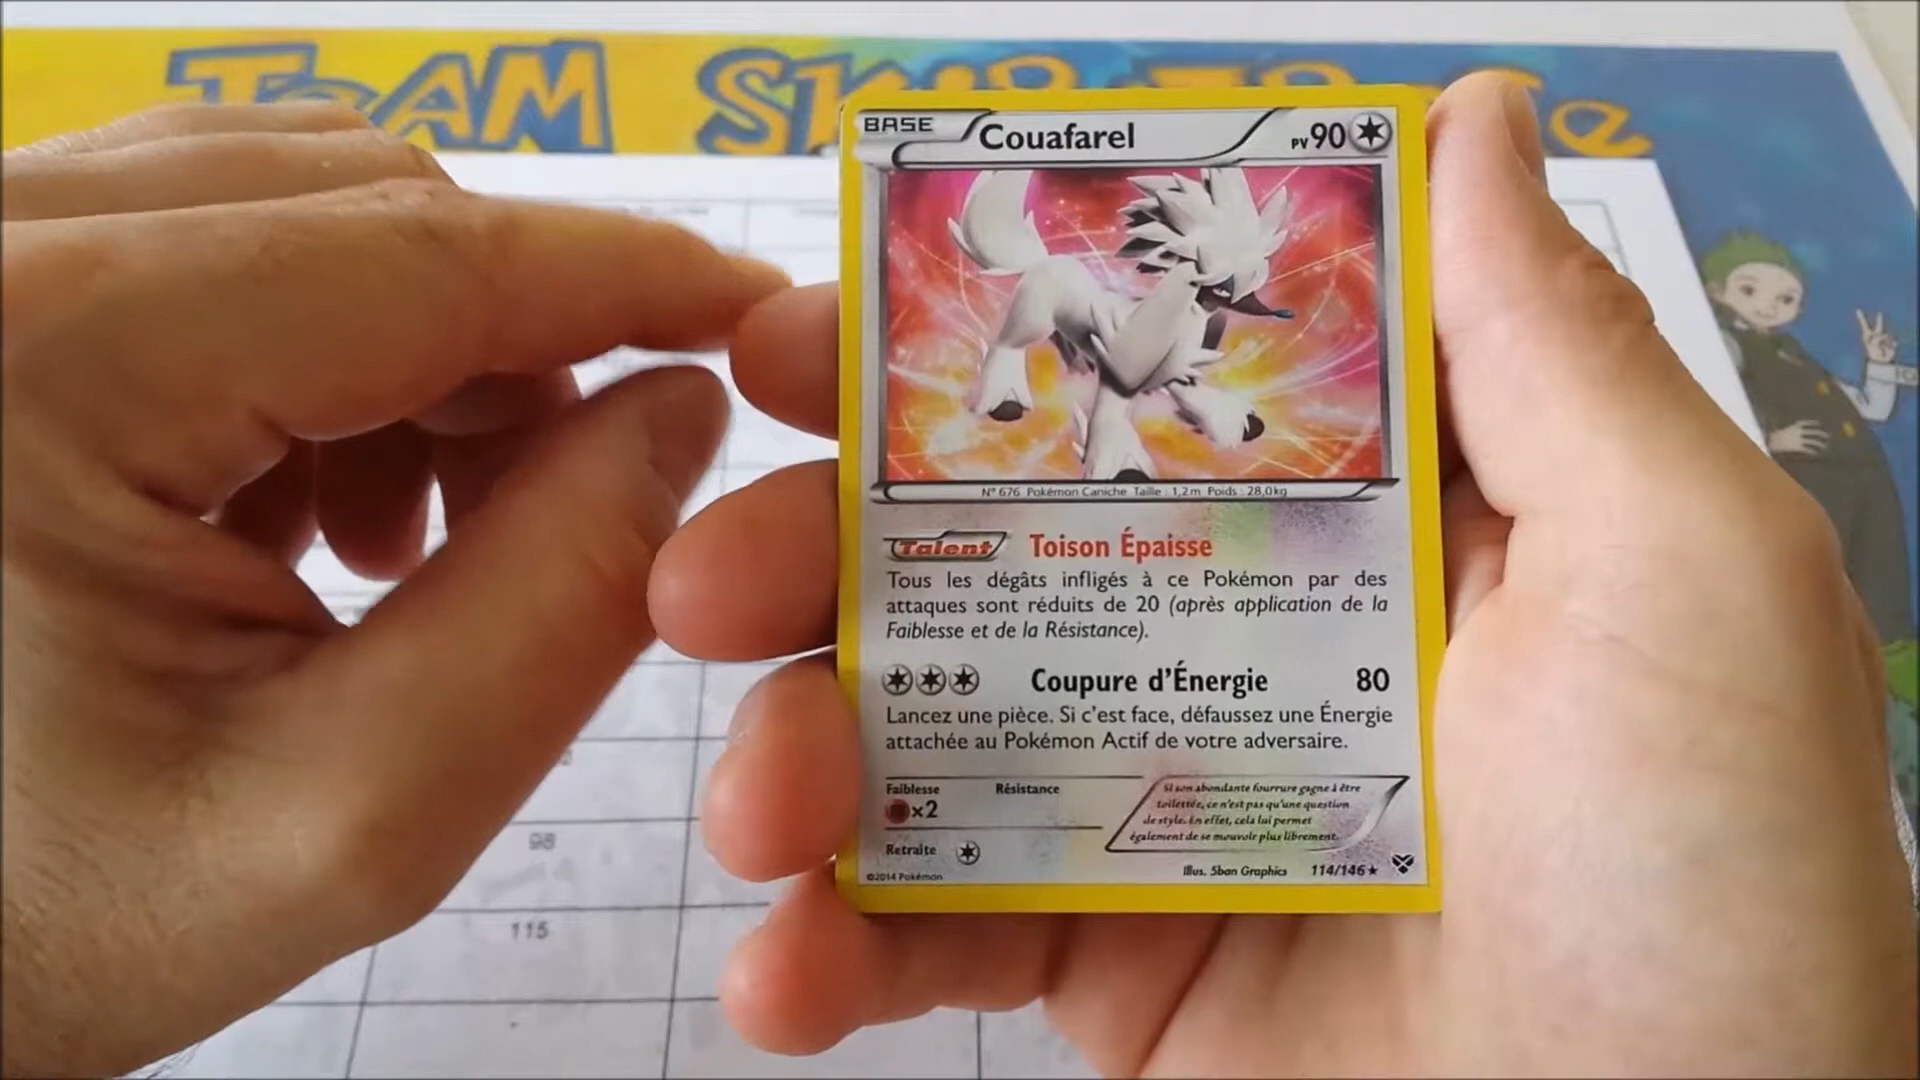 TEAM
BASE Couafarel PV90
N° 676 Pokémon Caniche Taille : 1,2m Poids : 28,0kg
Talent Toison Épaisse
Tous les dégâts infligés à ce Pokémon par des
attaques sont réduits de 20 (après application de la
Faiblesse et de la Résistance).
Coupure d'Énergie 80
Lancez une pièce. Si c'est face, défaussez une Énergie
attachée au Pokémon Actif de votre adversaire.
Faiblesse Résistance
×2
Retraite
Si son abondante fourrure gagne à être
toilettée, ce n'est pas qu'une question
de style. En effet, cela lui permet
également de se mouvoir plus librement.
©2014 Pokémon
Illus. 5ban Graphics 114/146★
98
115